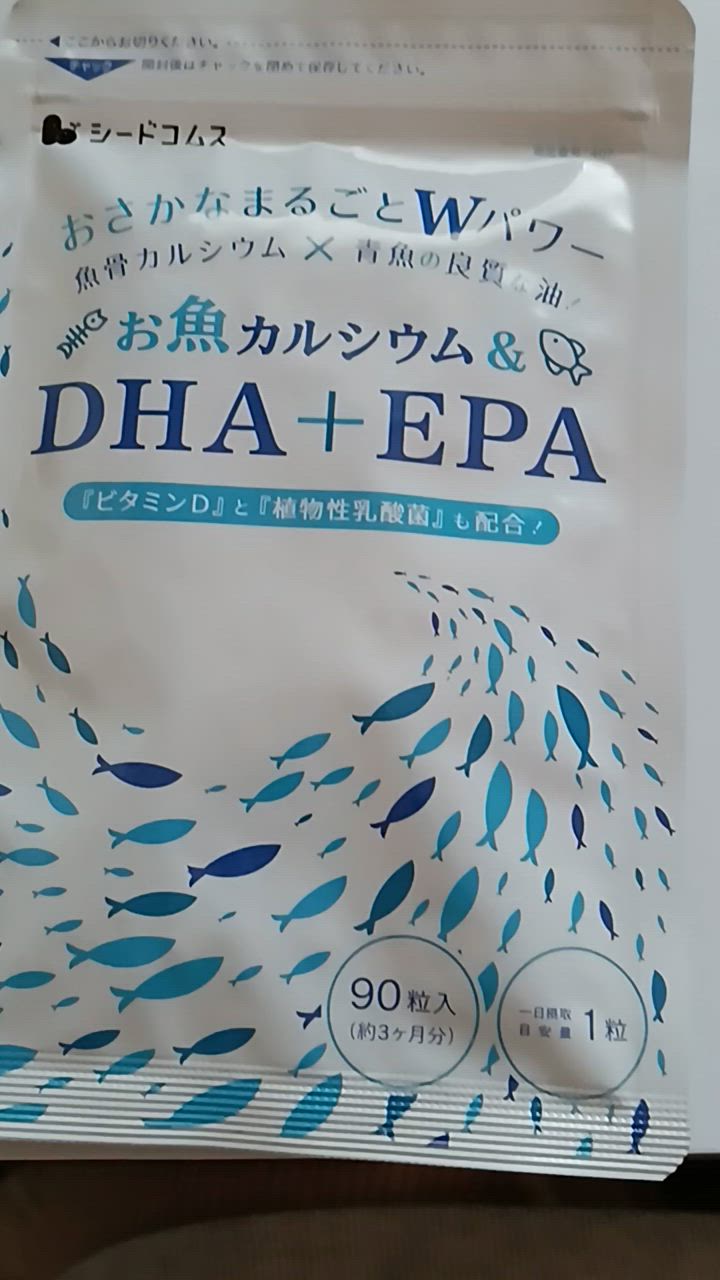 ◀ここからお切りください。
チャック 開封後はチャックを閉めて保存してください。
シードコムス
おさかなまるごとWパワー
魚骨カルシウム × 青魚の良質な油!
お魚カルシウム&
DHA+EPA
『ビタミンD』と『植物性乳酸菌』も配合!
90粒入
(約3ヶ月分)
一日摂取
目安量 1粒